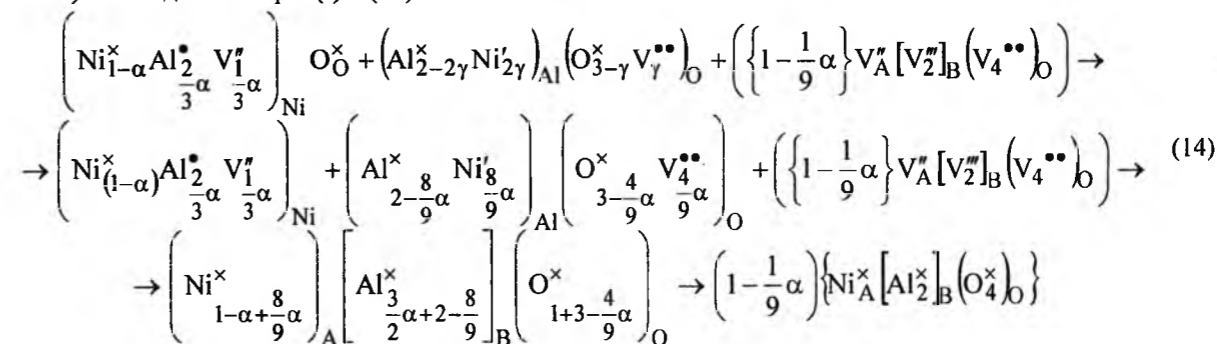 (Ni^×_{1-α} Al^•_{2/3 α} V''_{1/3 α})_{Ni} O^×_O + (Al^×_{2-2γ} Ni'_{2γ})_{Al} (O^×_{3-γ} V^{••}_γ)_O + ({1 - 1/9 α} V''_A [V'''_2]_B (V_4^{••})_O) →
→ (Ni^×_{(1-α)} Al^•_{2/3 α} V''_{1/3 α})_{Ni} + (Al^×_{2-8/9 α} Ni'_{8/9 α})_{Al} (O^×_{3-4/9 α} V^{••}_{4/9 α})_O + ({1 - 1/9 α} V''_A [V'''_2]_B (V_4^{••})_O) → (14)
→ (Ni^×_{1-α+8/9 α})_A [Al^×_{3/2 α+2-8/9}]_B (O^×_{1+3-4/9 α})_O → (1 - 1/9 α) {Ni^×_A [Al^×_2]_B (O^×_4)_O}